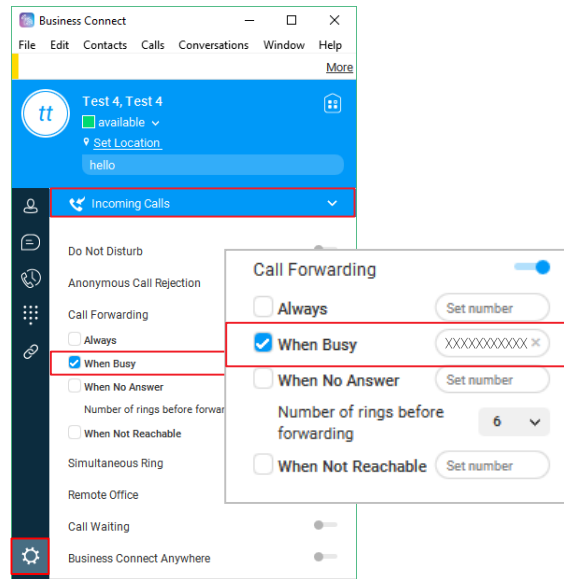 Business Connect
File Edit Contacts Calls Conversations Window Help
More
tt
Test 4, Test 4
available
Set Location
hello
Incoming Calls
Do Not Disturb
Anonymous Call Rejection
Call Forwarding
Always
When Busy
When No Answer
Number of rings before forwar
When Not Reachable
Simultaneous Ring
Remote Office
Call Waiting
Business Connect Anywhere
Call Forwarding
Always Set number
When Busy XXXXXXXXXXX ×
When No Answer Set number
Number of rings before 6
forwarding
When Not Reachable Set number